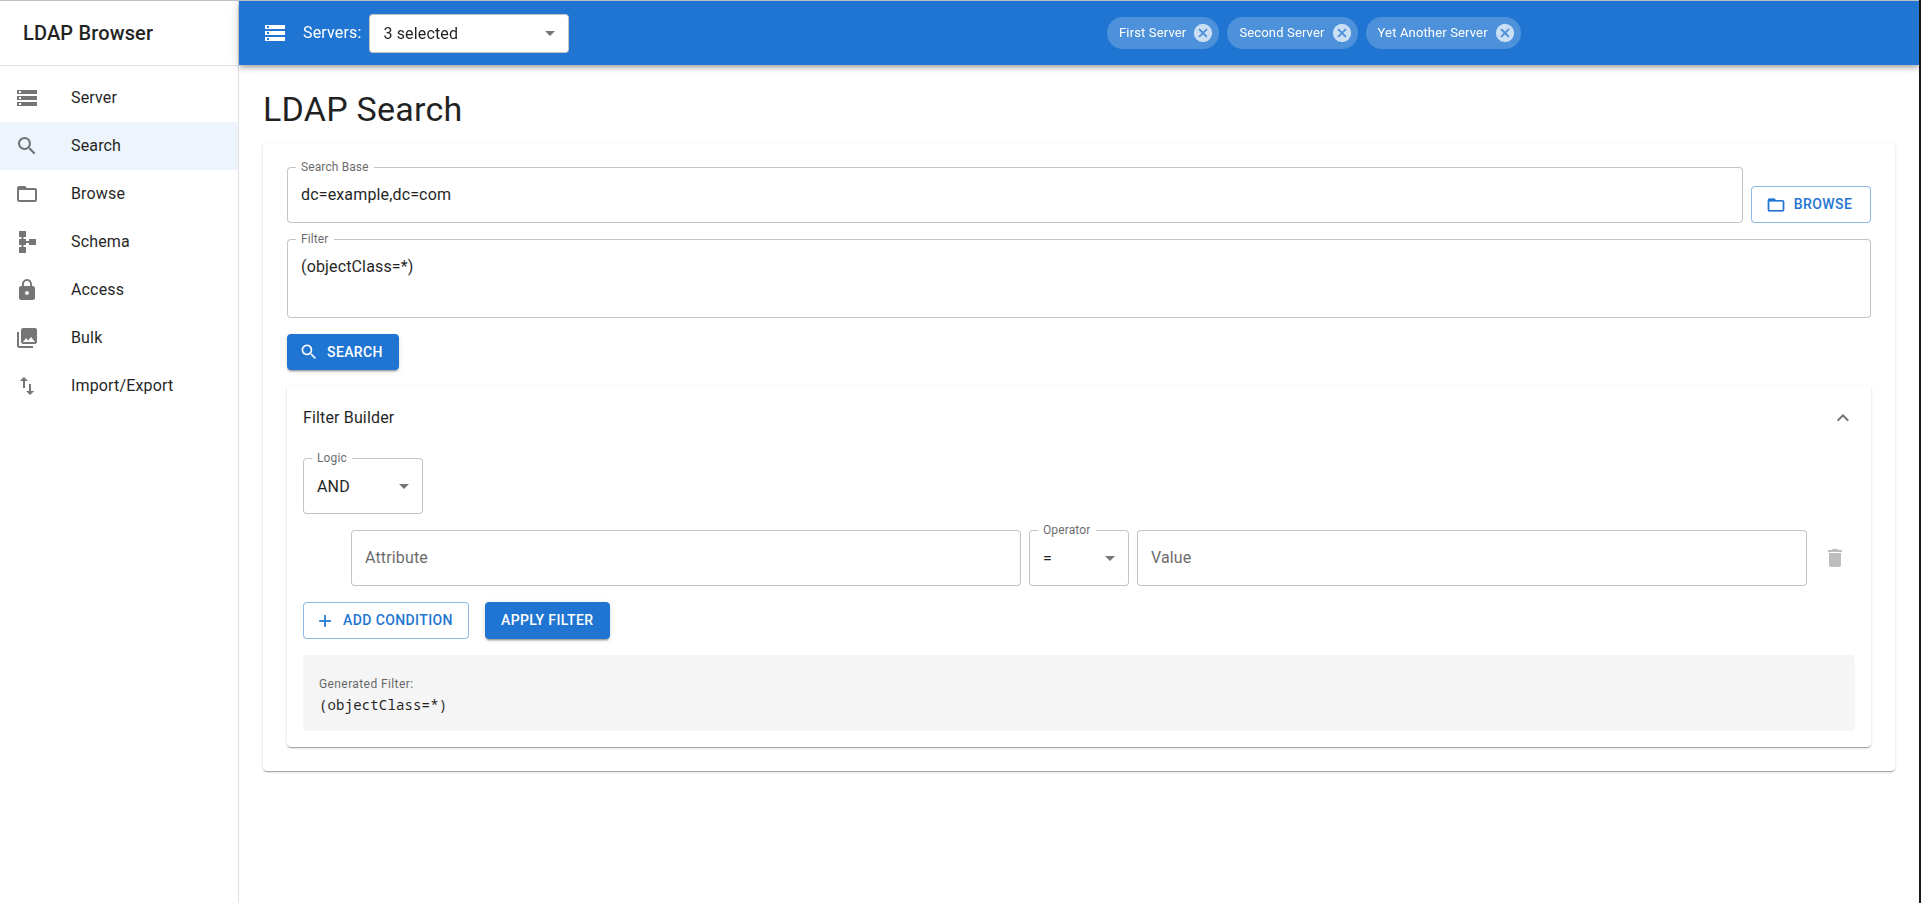 LDAP Browser
Servers: 3 selected
First Server Second Server Yet Another Server
Server
Search
Browse
Schema
Access
Bulk
Import/Export
LDAP Search
Search Base
dc=example,dc=com
BROWSE
Filter
(objectClass=*)
SEARCH
Filter Builder
Logic
AND
Attribute
Operator
=
Value
ADD CONDITION
APPLY FILTER
Generated Filter:
(objectClass=*)